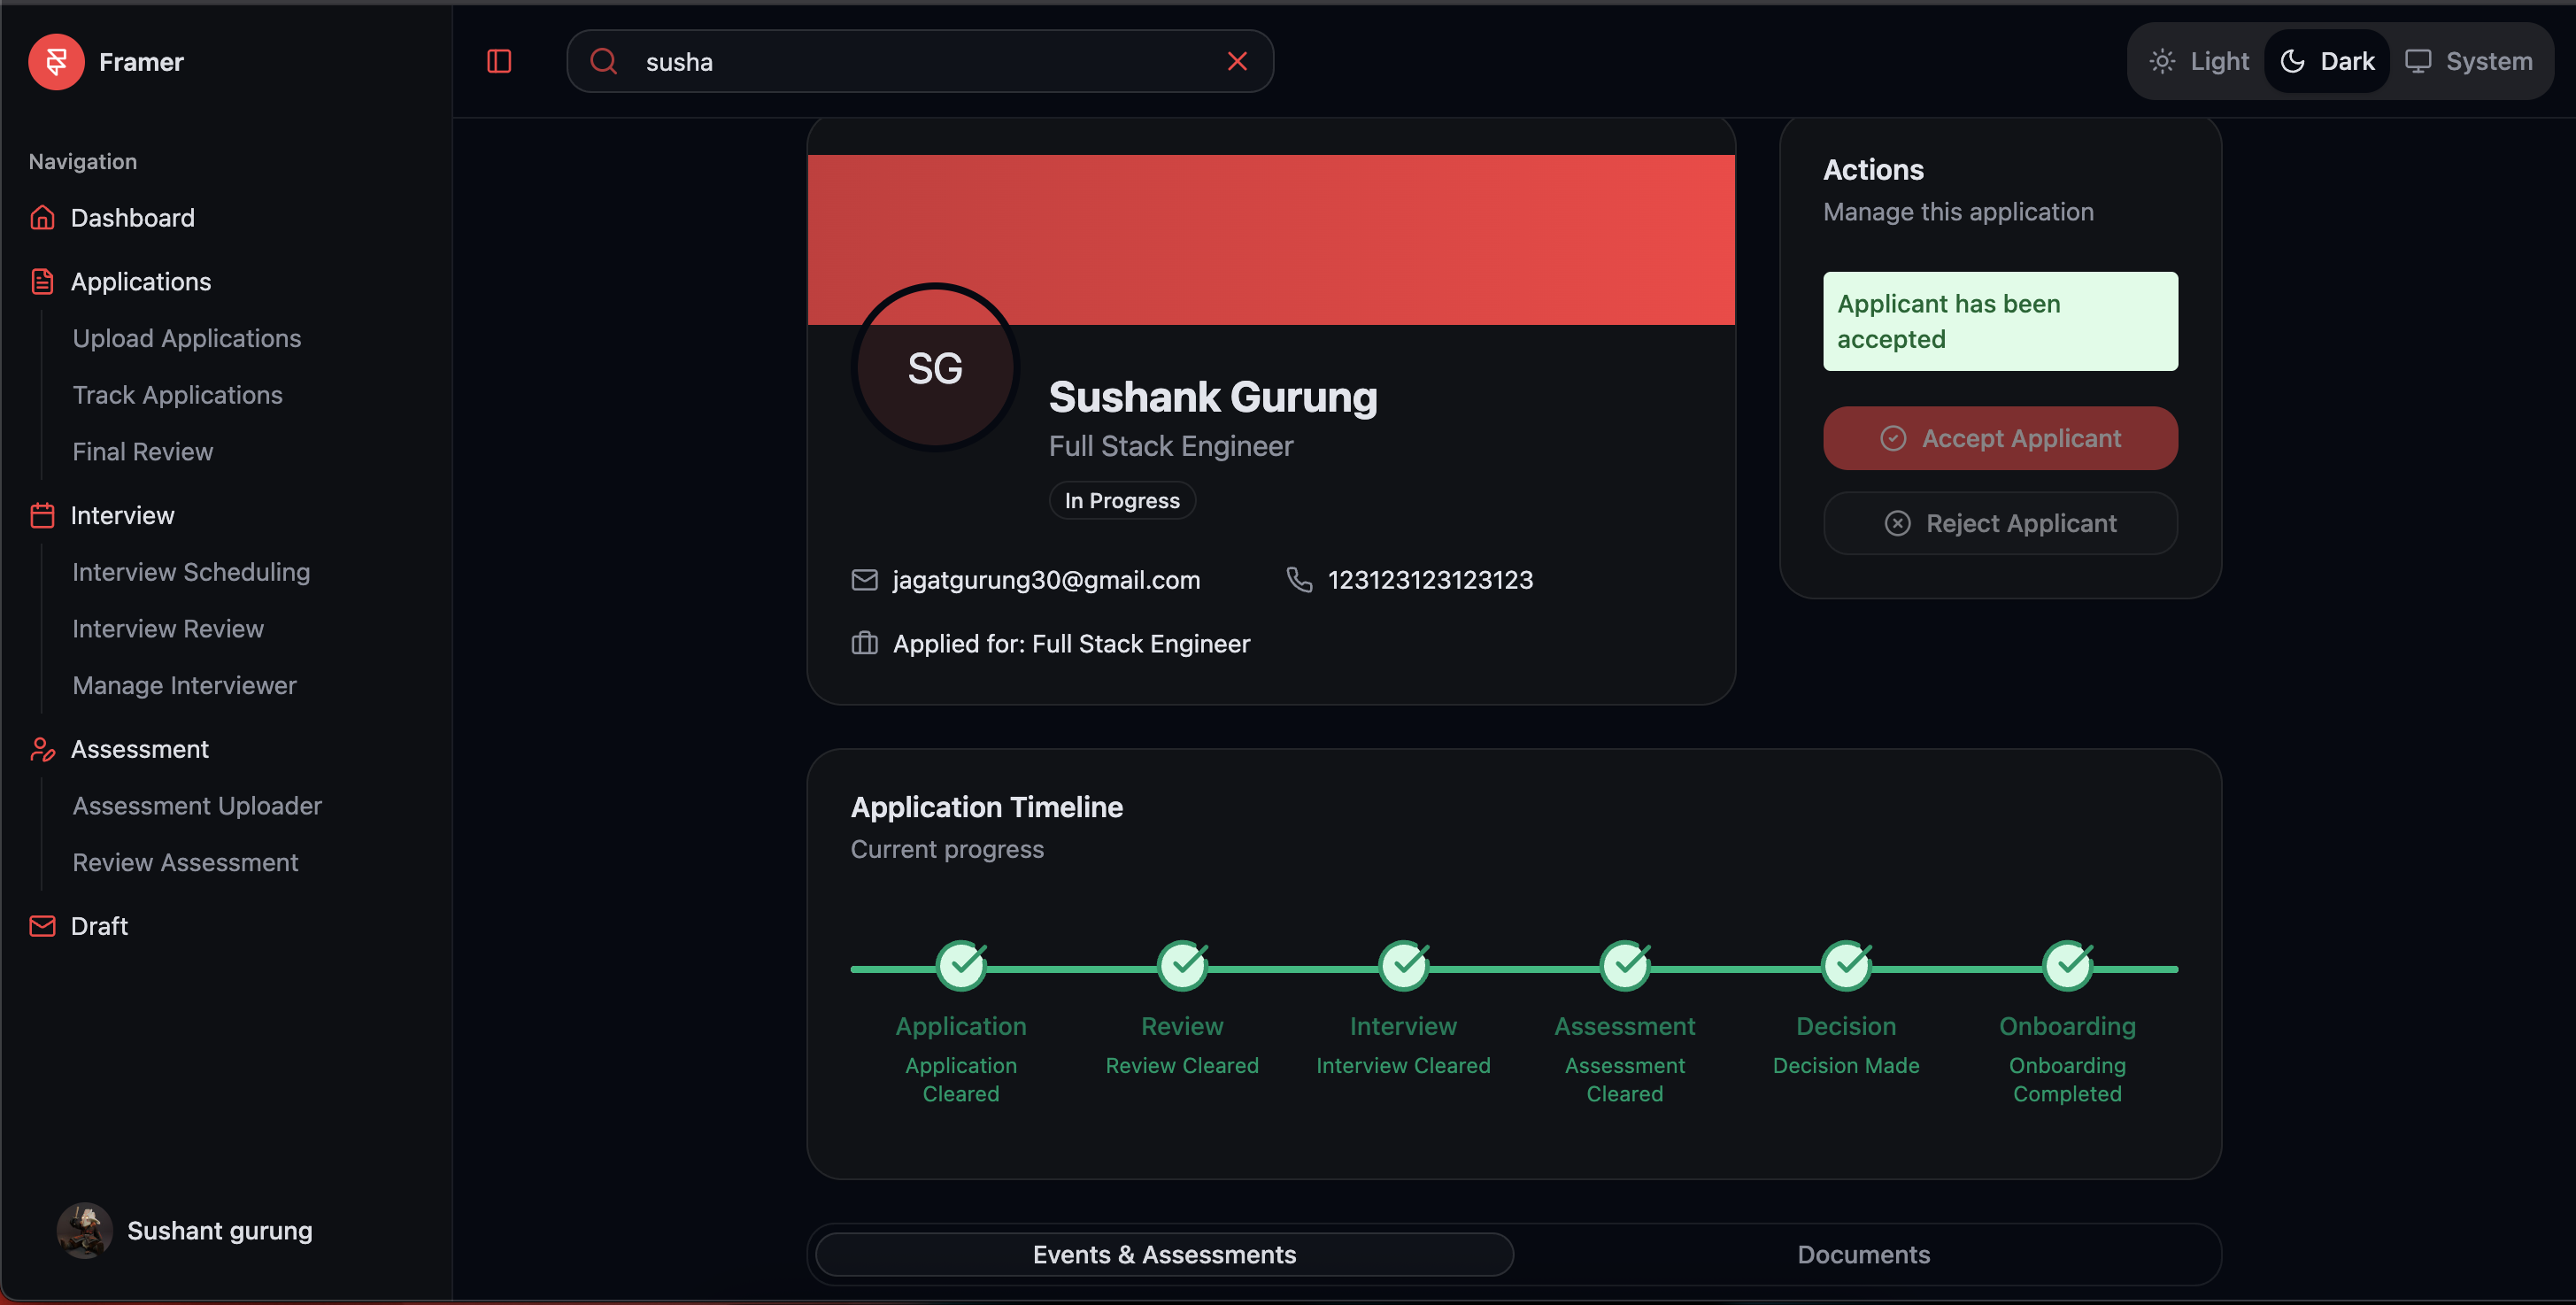 Framer
Navigation
Dashboard
Applications
Upload Applications
Track Applications
Final Review
Interview
Interview Scheduling
Interview Review
Manage Interviewer
Assessment
Assessment Uploader
Review Assessment
Draft
Sushant gurung
susha
Light
Dark
System
SG
Sushank Gurung
Full Stack Engineer
In Progress
jagatgurung30@gmail.com
123123123123123
Applied for: Full Stack Engineer
Actions
Manage this application
Applicant has been
accepted
Accept Applicant
Reject Applicant
Application Timeline
Current progress
Application
Application
Cleared
Review
Review Cleared
Interview
Interview Cleared
Assessment
Assessment
Cleared
Decision
Decision Made
Onboarding
Onboarding
Completed
Events & Assessments
Documents